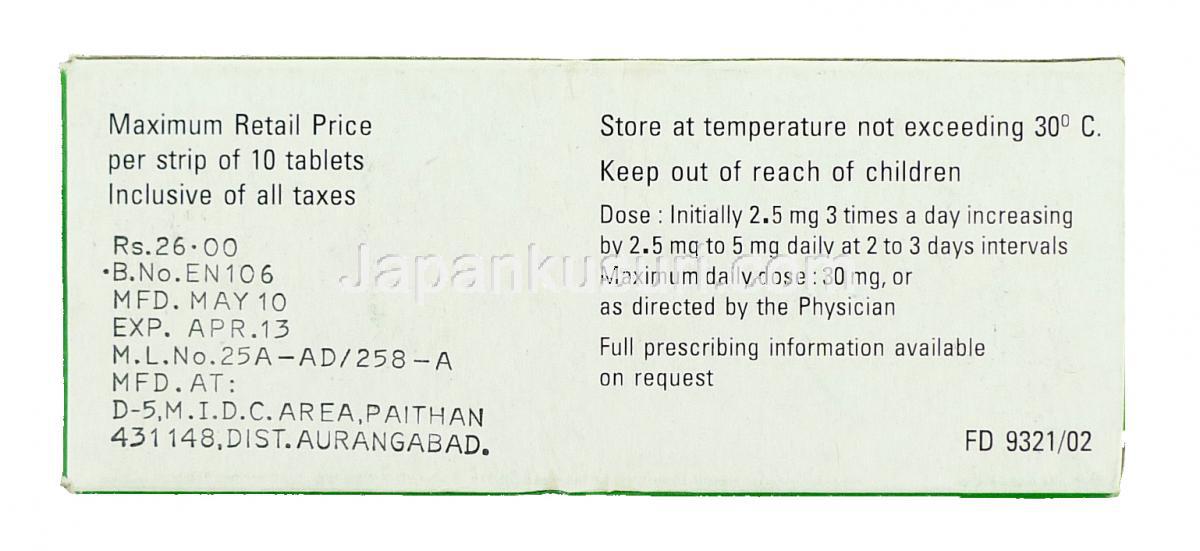 Maximum Retail Price
per strip of 10 tablets
Inclusive of all taxes
Rs.26·00
·B.No.EN106
MFD. MAY 10
EXP. APR.13
M.L.No.25A-AD/258-A
MFD. AT:
D-5,M.I.D.C.AREA,PAITHAN
431148,DIST.AURANGABAD.
Store at temperature not exceeding 30⁰ C.
Keep out of reach of children
Dose : Initially 2.5 mg 3 times a day increasing
by 2.5 mg to 5 mg daily at 2 to 3 days intervals
Maximum daily dose : 30 mg, or
as directed by the Physician
Full prescribing information available
on request
FD 9321/02
Japankusuri.com